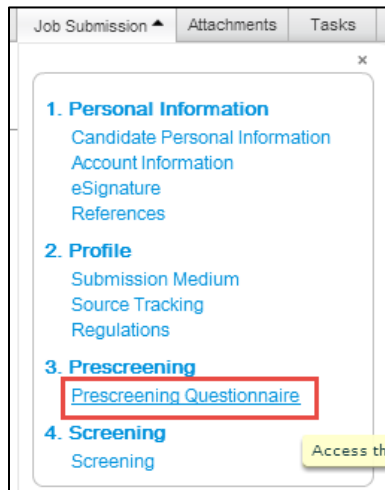 Job Submission Attachments Tasks
×
1. Personal Information
Candidate Personal Information
Account Information
eSignature
References
2. Profile
Submission Medium
Source Tracking
Regulations
3. Prescreening
Prescreening Questionnaire
4. Screening
Screening
Access th